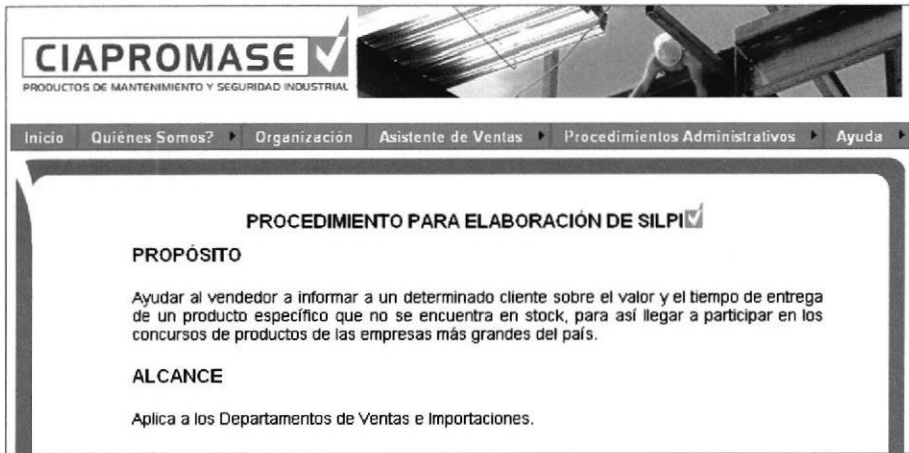 CIAPROMASE
PRODUCTOS DE MANTENIMIENTO Y SEGURIDAD INDUSTRIAL
Inicio Quiénes Somos? Organización Asistente de Ventas Procedimientos Administrativos Ayuda
PROCEDIMIENTO PARA ELABORACIÓN DE SILPI
PROPÓSITO
Ayudar al vendedor a informar a un determinado cliente sobre el valor y el tiempo de entrega
de un producto específico que no se encuentra en stock, para así llegar a participar en los
concursos de productos de las empresas más grandes del país.
ALCANCE
Aplica a los Departamentos de Ventas e Importaciones.